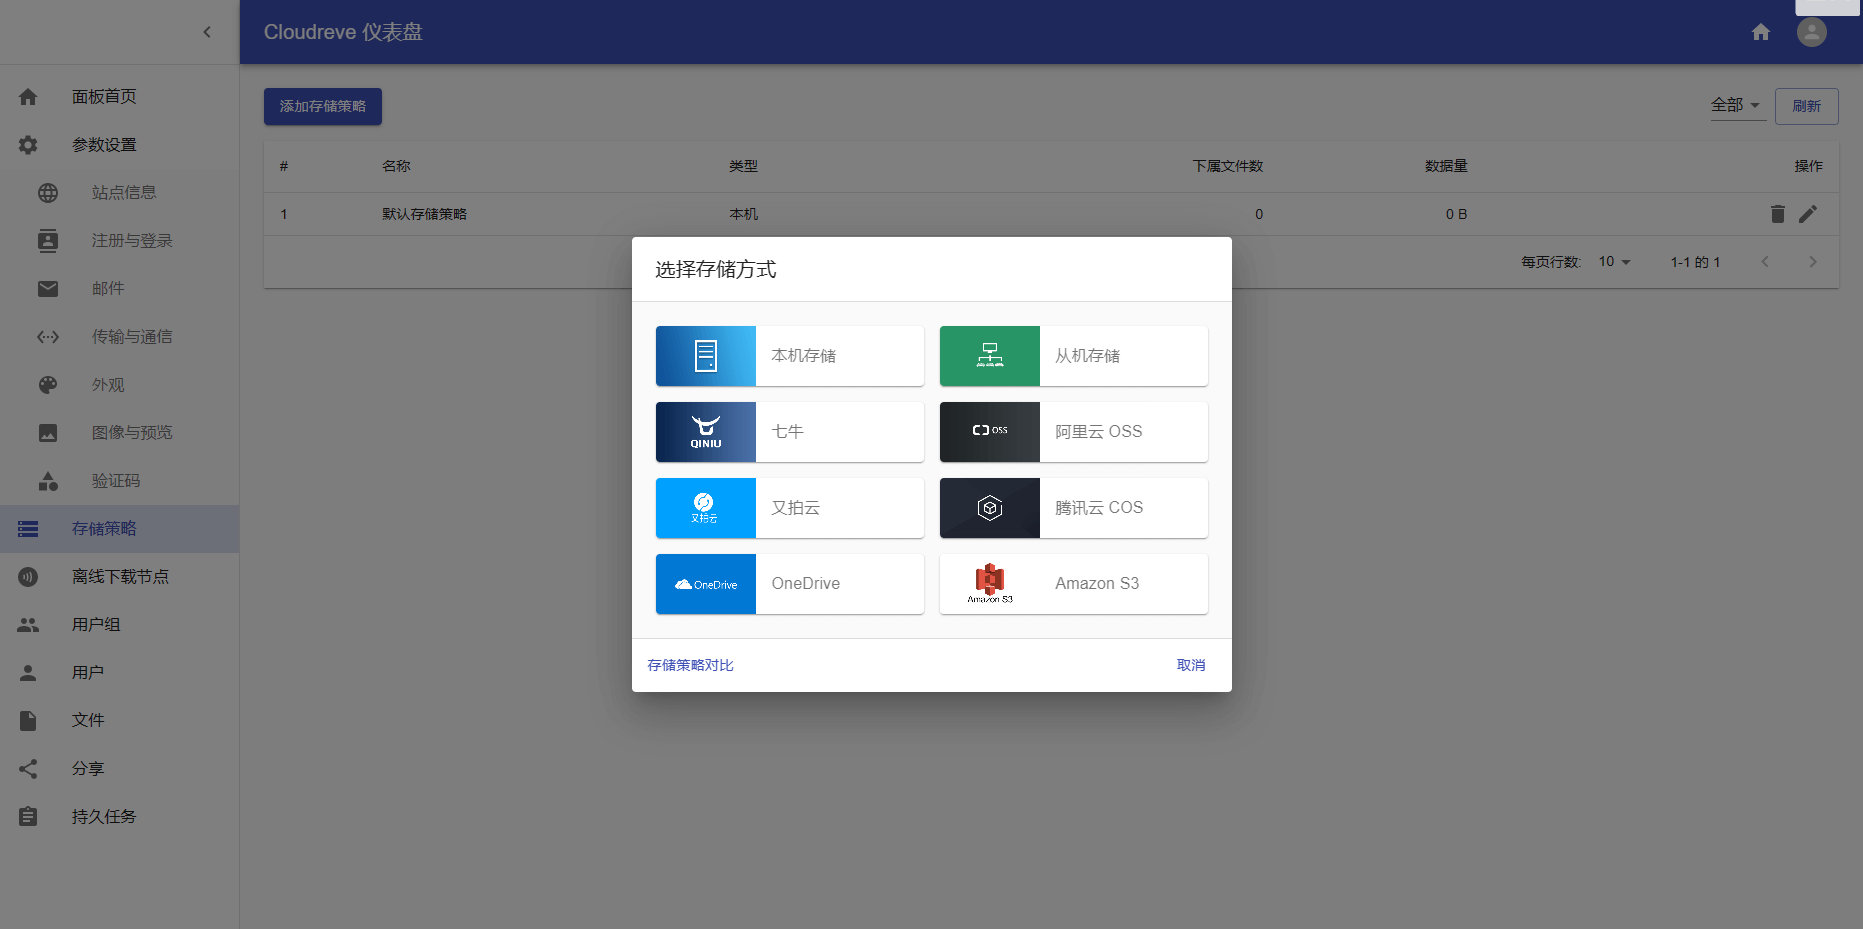 Cloudreve 仪表盘
面板首页
参数设置
站点信息
注册与登录
邮件
传输与通信
外观
图像与预览
验证码
存储策略
离线下载节点
用户组
用户
文件
分享
持久任务
添加存储策略
全部
刷新
# 名称 类型 下属文件数 数据量 操作
1 默认存储策略 本机 0 0 B
每页行数: 10 1-1 的 1
选择存储方式
本机存储
从机存储
QINIU 七牛
OSS 阿里云 OSS
又拍云 又拍云
腾讯云 COS
OneDrive OneDrive
Amazon S3 Amazon S3
存储策略对比 取消